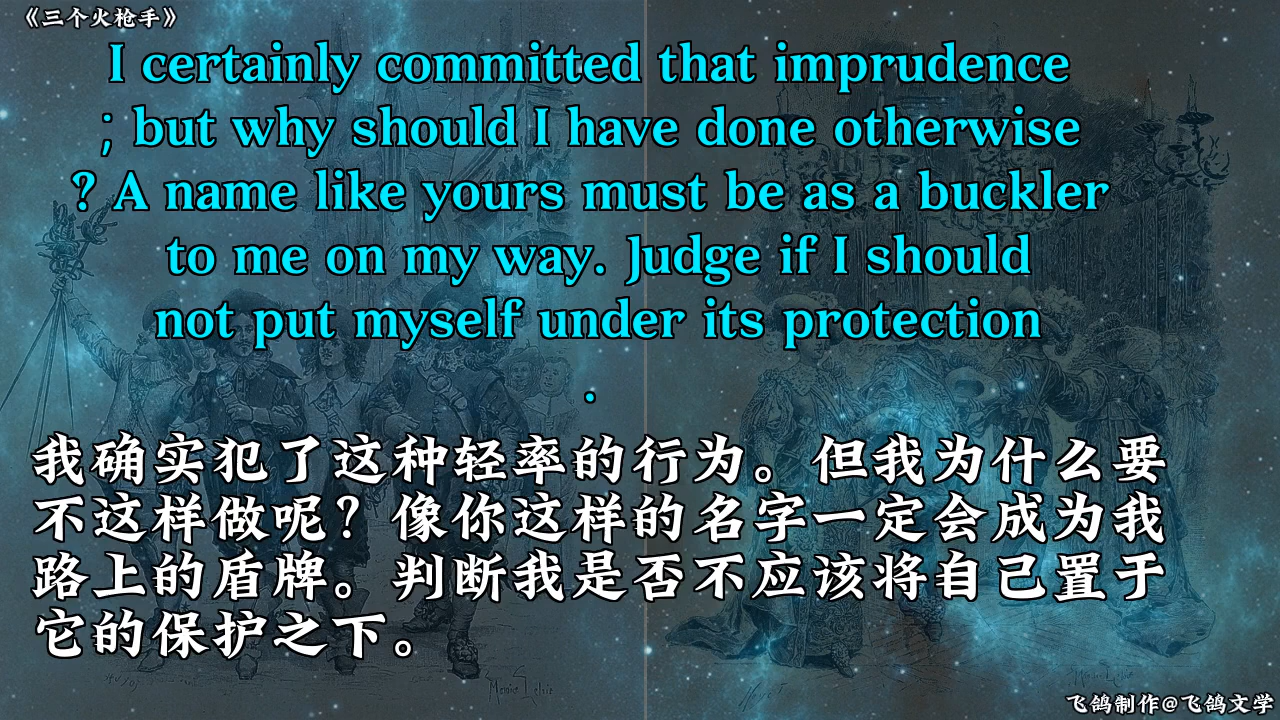 《三个火枪手》
I certainly committed that imprudence
; but why should I have done otherwise
? A name like yours must be as a buckler
to me on my way. Judge if I should
not put myself under its protection
.
我确实犯了这种轻率的行为。但我为什么要
不这样做呢？像你这样的名字一定会成为我
路上的盾牌。判断我是否不应该将自己置于
它的保护之下。
飞鸽制作@飞鸽文学